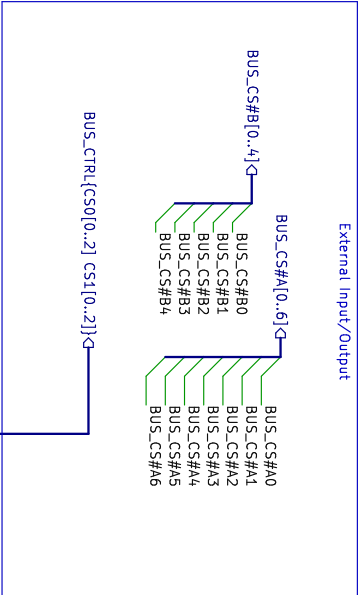 External Input/Output
BUS_CS#A[0..6]
BUS_CS#A0
BUS_CS#A1
BUS_CS#A2
BUS_CS#A3
BUS_CS#A4
BUS_CS#A5
BUS_CS#A6
BUS_CS#B[0..4]
BUS_CS#B0
BUS_CS#B1
BUS_CS#B2
BUS_CS#B3
BUS_CS#B4
BUS_CTRL{CS0[0..2] CS1[0..2]}